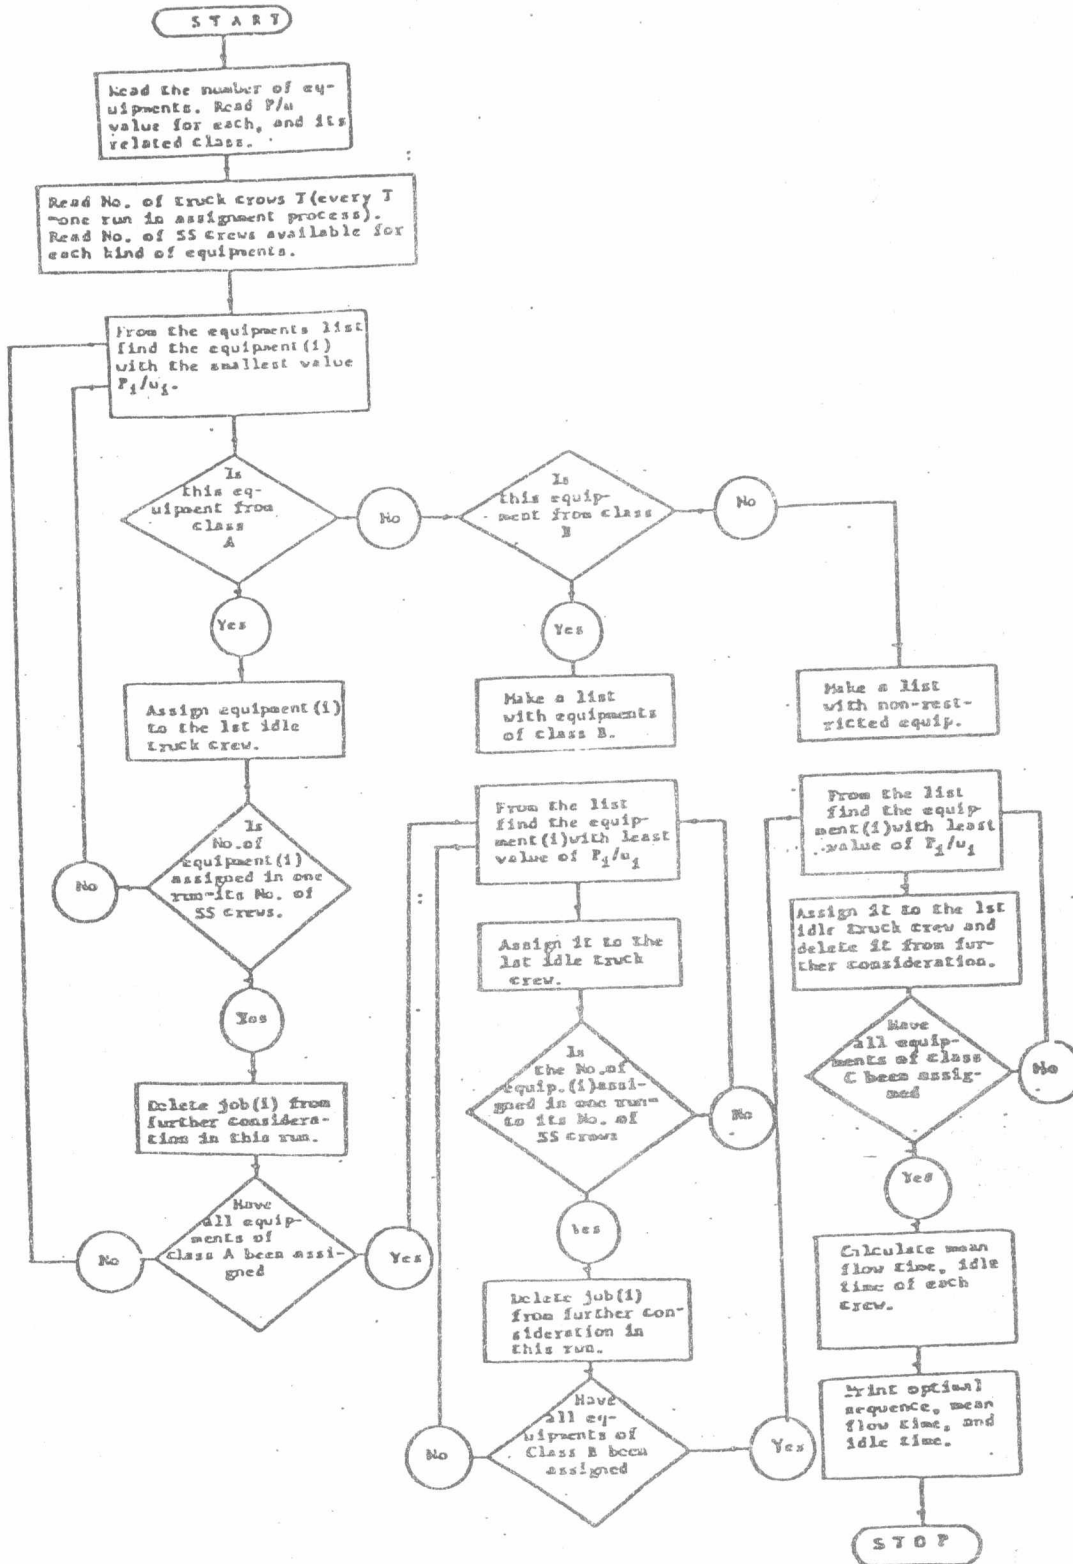 START
Read the number of eq-
uipments. Read P/u
value for each, and its
related class.
Read No. of truck crows T(every T
=one run in assignment process).
Read No. of SS crews available for
each kind of equipments.
From the equipments list
find the equipment(i)
with the smallest value
Pi/ui.
Is
this eq-
uipment from
class
A
No
Is
this equip-
ment from class
B
No
Yes
Yes
Assign equipment(i)
to the 1st idle
truck crew.
Make a list
with equipments
of class B.
Make a list
with non-rest-
ricted equip.
Is
No.of
equipment(i)
assigned in one
run=its No. of
SS crews.
No
Yes
Delete job(i) from
further considera-
tion in this run.
Have
all equip-
ments of
class A been assi-
gned
No
Yes
From the list
find the equip-
ment(i)with least
value of Pi/ui
Assign it to the
1st idle truck
crew.
Is
the No.of
equip.(i)assi-
gned in one run=
to its No. of
SS crews
No
Yes
Delete job(i)
from further con-
sideration in
this run.
Have
all eq-
uipments of
Class B been
assigned
No
Yes
From the list
find the equip-
ment(i)with least
value of Pi/ui
Assign it to the 1st
idle truck crew and
delete it from fur-
ther consideration.
Have
all equip-
ments of class
C been assig-
ned
No
Yes
Calculate mean
flow time, idle
time of each
crew.
Print optimal
sequence, mean
flow time, and
idle time.
STOP